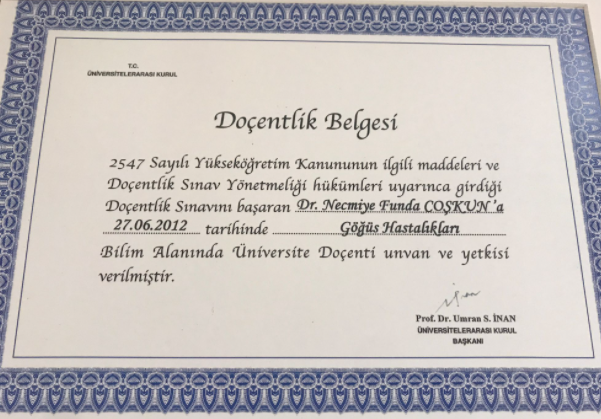 T.C.
ÜNİVERSİTELERARASI KURUL
Doçentlik Belgesi
2547 Sayılı Yükseköğretim Kanununun ilgili maddeleri ve
Doçentlik Sınav Yönetmeliği hükümleri uyarınca girdiği
Doçentlik Sınavını başaran Dr. Necmiye Funda COŞKUN'a
27.06.2012 tarihinde Göğüs Hastalıkları
Bilim Alanında Üniversite Doçenti unvan ve yetkisi
verilmiştir.
Prof. Dr. Umran S. İNAN
ÜNİVERSİTELERARASI KURUL
BAŞKANI